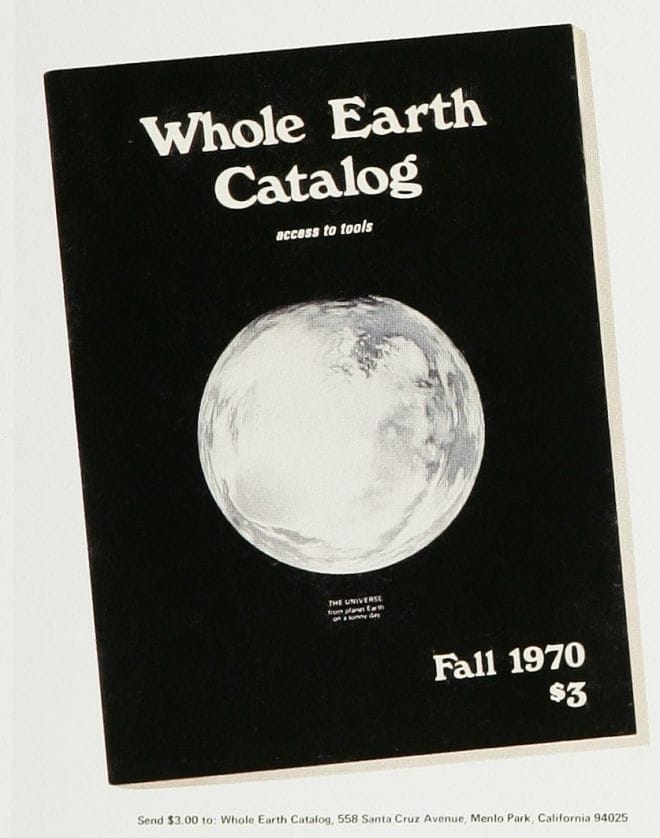 Whole Earth
Catalog
access to tools
THE UNIVERSE
from planet Earth
on a sunny day
Fall 1970
$3
Send $3.00 to: Whole Earth Catalog, 558 Santa Cruz Avenue, Menlo Park, California 94025